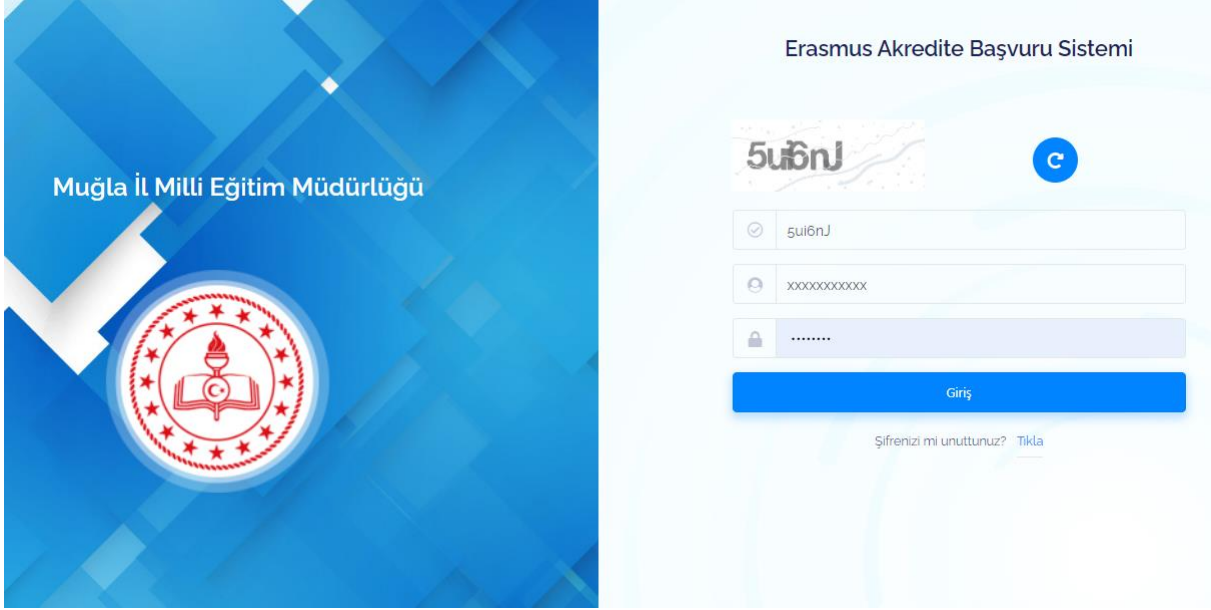 Muğla İl Milli Eğitim Müdürlüğü
Erasmus Akredite Başvuru Sistemi
5ui6nJ
5ui6nJ
xxxxxxxxxxx
••••••••
Giriş
Şifrenizi mi unuttunuz? Tıkla